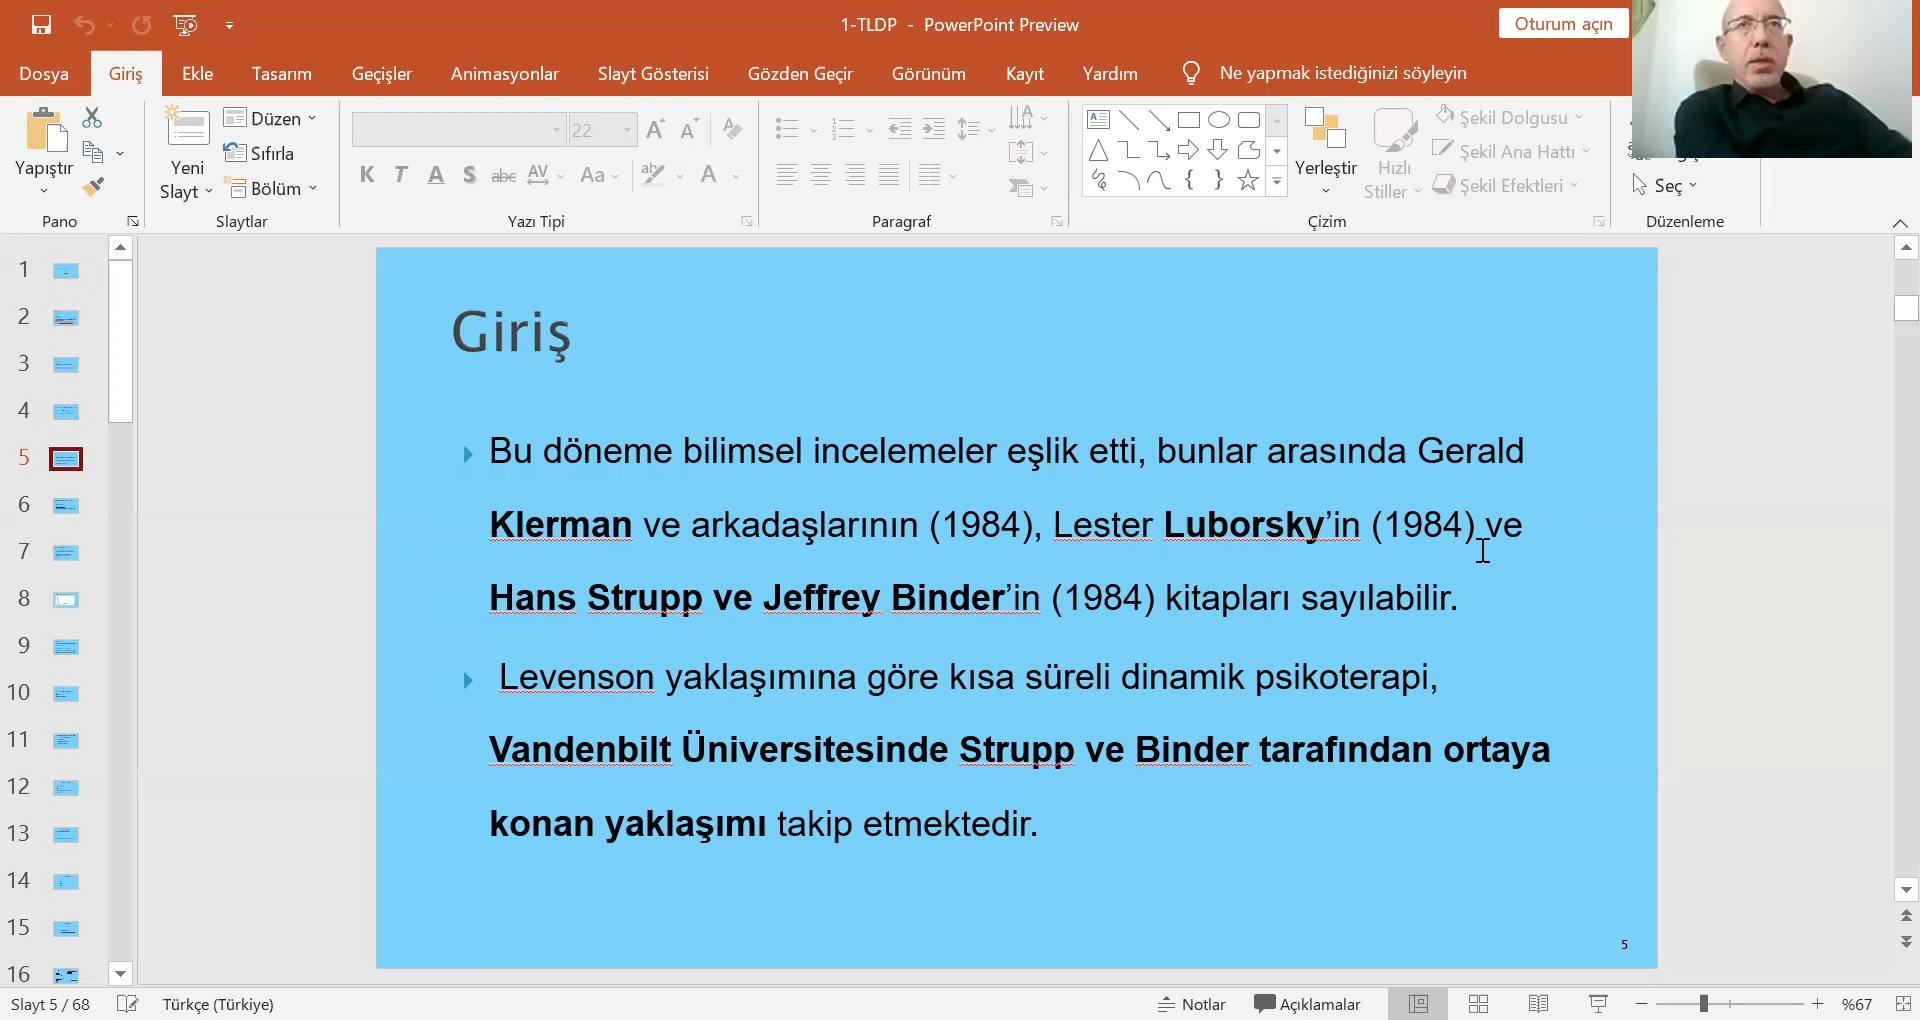 1-TLDP - PowerPoint Preview
Oturum açın
Dosya Giriş Ekle Tasarım Geçişler Animasyonlar Slayt Gösterisi Gözden Geçir Görünüm Kayıt Yardım Ne yapmak istediğinizi söyleyin
Yapıştır
Yeni
Slayt
Düzen
Sıfırla
Bölüm
22
K T A S abc AV Aa A
Yerleştir
Hızlı
Stiller
Şekil Dolgusu
Şekil Ana Hattı
Şekil Efektleri
Seç
Pano Slaytlar Yazı Tipi Paragraf Çizim Düzenleme
1
2
3
4
5
6
7
8
9
10
11
12
13
14
15
16
Giriş
Bu döneme bilimsel incelemeler eşlik etti, bunlar arasında Gerald
Klerman ve arkadaşlarının (1984), Lester Luborsky’in (1984) ve
Hans Strupp ve Jeffrey Binder’in (1984) kitapları sayılabilir.
Levenson yaklaşımına göre kısa süreli dinamik psikoterapi,
Vandenbilt Üniversitesinde Strupp ve Binder tarafından ortaya
konan yaklaşımı takip etmektedir.
5
Slayt 5 / 68 Türkçe (Türkiye) Notlar Açıklamalar %67